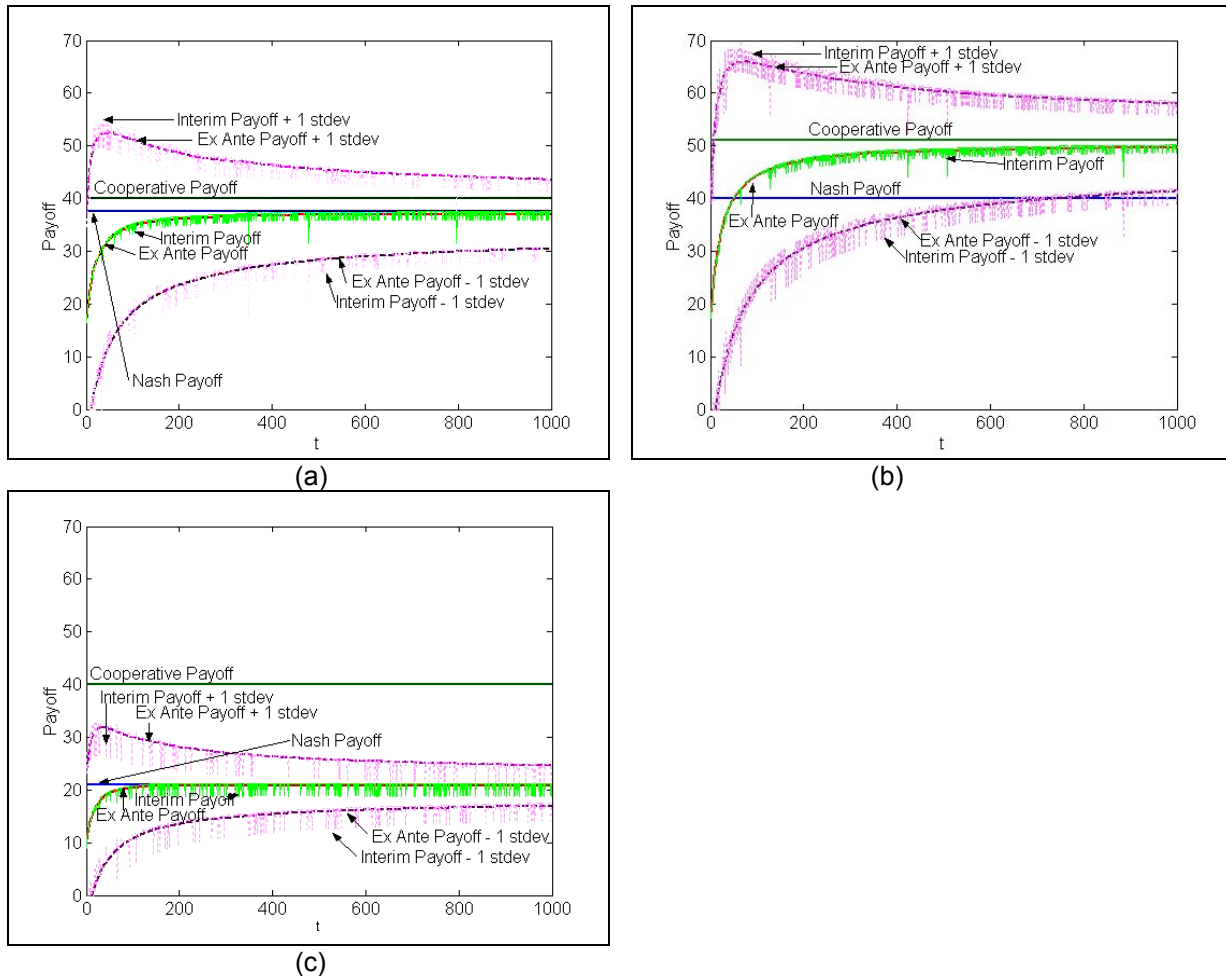 70
60
50
40
30
20
10
0
Payoff
Interim Payoff + 1 stdev
Ex Ante Payoff + 1 stdev
Cooperative Payoff
Interim Payoff
Ex Ante Payoff
Ex Ante Payoff - 1 stdev
Interim Payoff - 1 stdev
Nash Payoff
0 200 400 600 800 1000
t
(a)
70
60
50
40
30
20
10
0
Payoff
Interim Payoff + 1 stdev
Ex Ante Payoff + 1 stdev
Cooperative Payoff
Interim Payoff
Nash Payoff
Ex Ante Payoff
Ex Ante Payoff - 1 stdev
Interim Payoff - 1 stdev
0 200 400 600 800 1000
t
(b)
70
60
50
40
30
20
10
0
Payoff
Cooperative Payoff
Interim Payoff + 1 stdev
Ex Ante Payoff + 1 stdev
Nash Payoff
Interim Payoff
Ex Ante Payoff
Ex Ante Payoff - 1 stdev
Interim Payoff - 1 stdev
0 200 400 600 800 1000
t
(c)